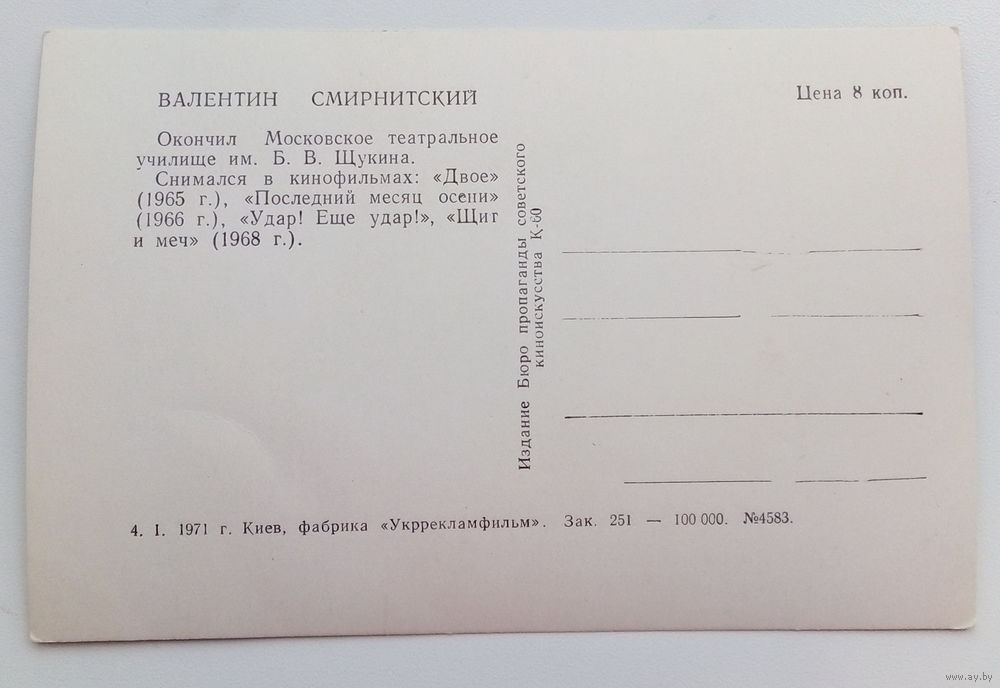 ВАЛЕНТИН СМИРНИТСКИЙ
Цена 8 коп.
Окончил Московское театральное
училище им. Б. В. Щукина.
Снимался в кинофильмах: «Двое»
(1965 г.), «Последний месяц осени»
(1966 г.), «Удар! Еще удар!», «Щит
и меч» (1968 г.).
Издание Бюро пропаганды советского
киноискусства К-60
4. I. 1971 г. Киев, фабрика «Укррекламфильм». Зак. 251 — 100 000. №4583.
www.ay.by